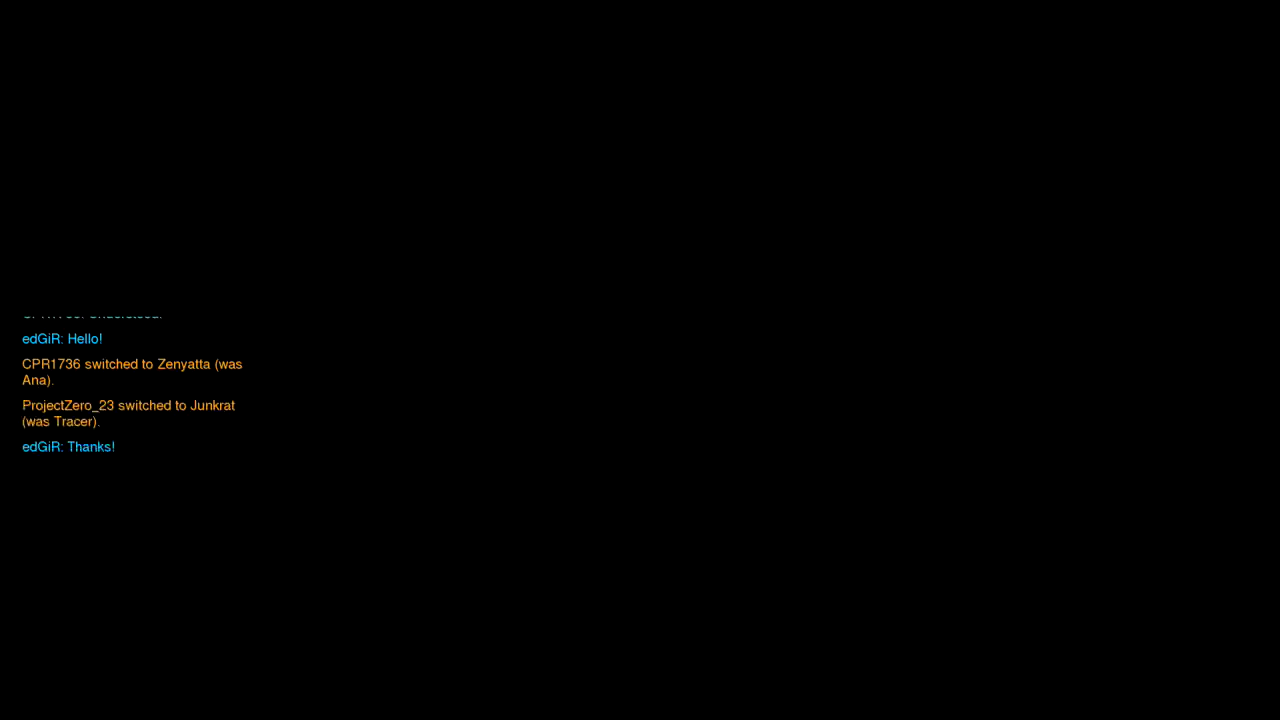 edGiR: Hello!
CPR1736 switched to Zenyatta (was
Ana).
ProjectZero_23 switched to Junkrat
(was Tracer).
edGiR: Thanks!